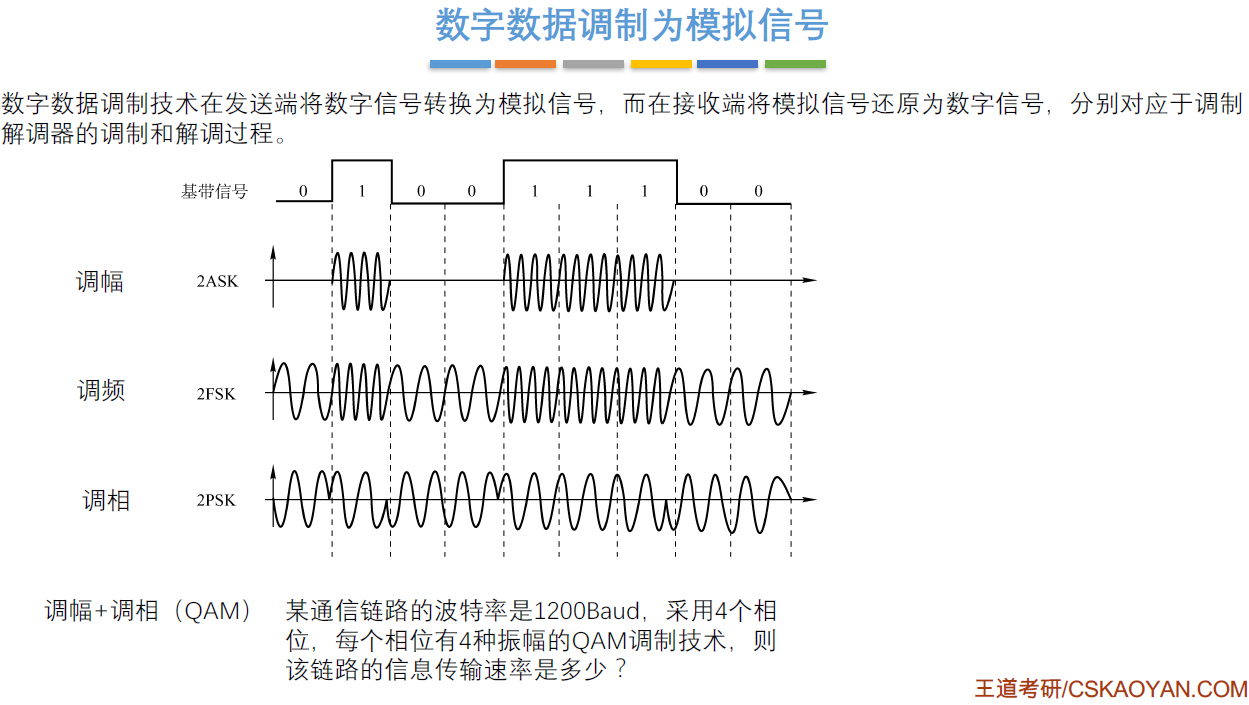 数字数据调制为模拟信号
数字数据调制技术在发送端将数字信号转换为模拟信号，而在接收端将模拟信号还原为数字信号，分别对应于调制
解调器的调制和解调过程。
基带信号 0 1 0 0 1 1 1 0 0
调幅 2ASK
调频 2FSK
调相 2PSK
调幅+调相（QAM）
某通信链路的波特率是1200Baud，采用4个相
位，每个相位有4种振幅的QAM调制技术，则
该链路的信息传输速率是多少？
王道考研/CSKAOYAN.COM